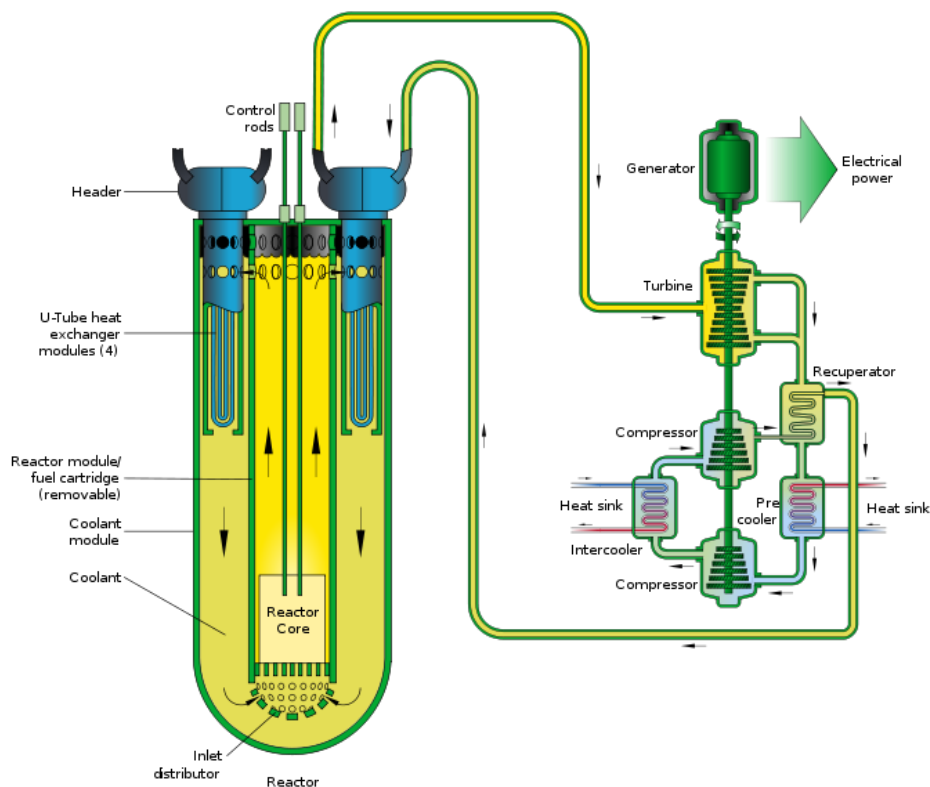 Control
rods
Header
U-Tube heat
exchanger
modules (4)
Reactor module/
fuel cartridge
(removable)
Coolant
module
Coolant
Reactor
Core
Inlet
distributor
Reactor
Generator
Electrical
power
Turbine
Recuperator
Compressor
Heat sink
Pre
cooler
Heat sink
Intercooler
Compressor